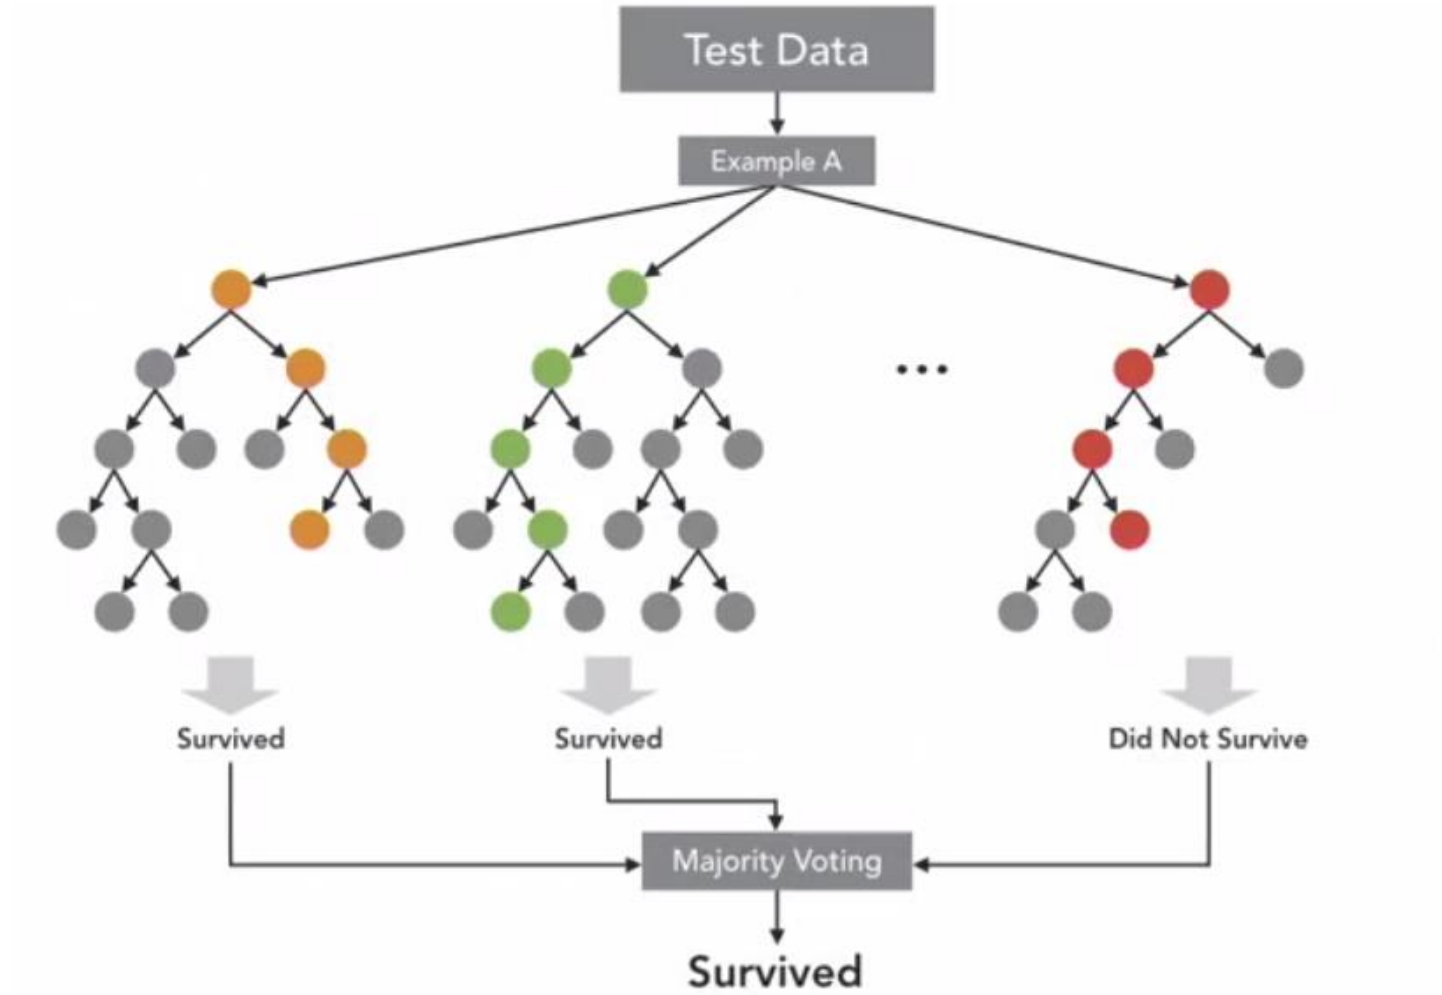 Test Data
Example A
...
Survived
Survived
Did Not Survive
Majority Voting
Survived